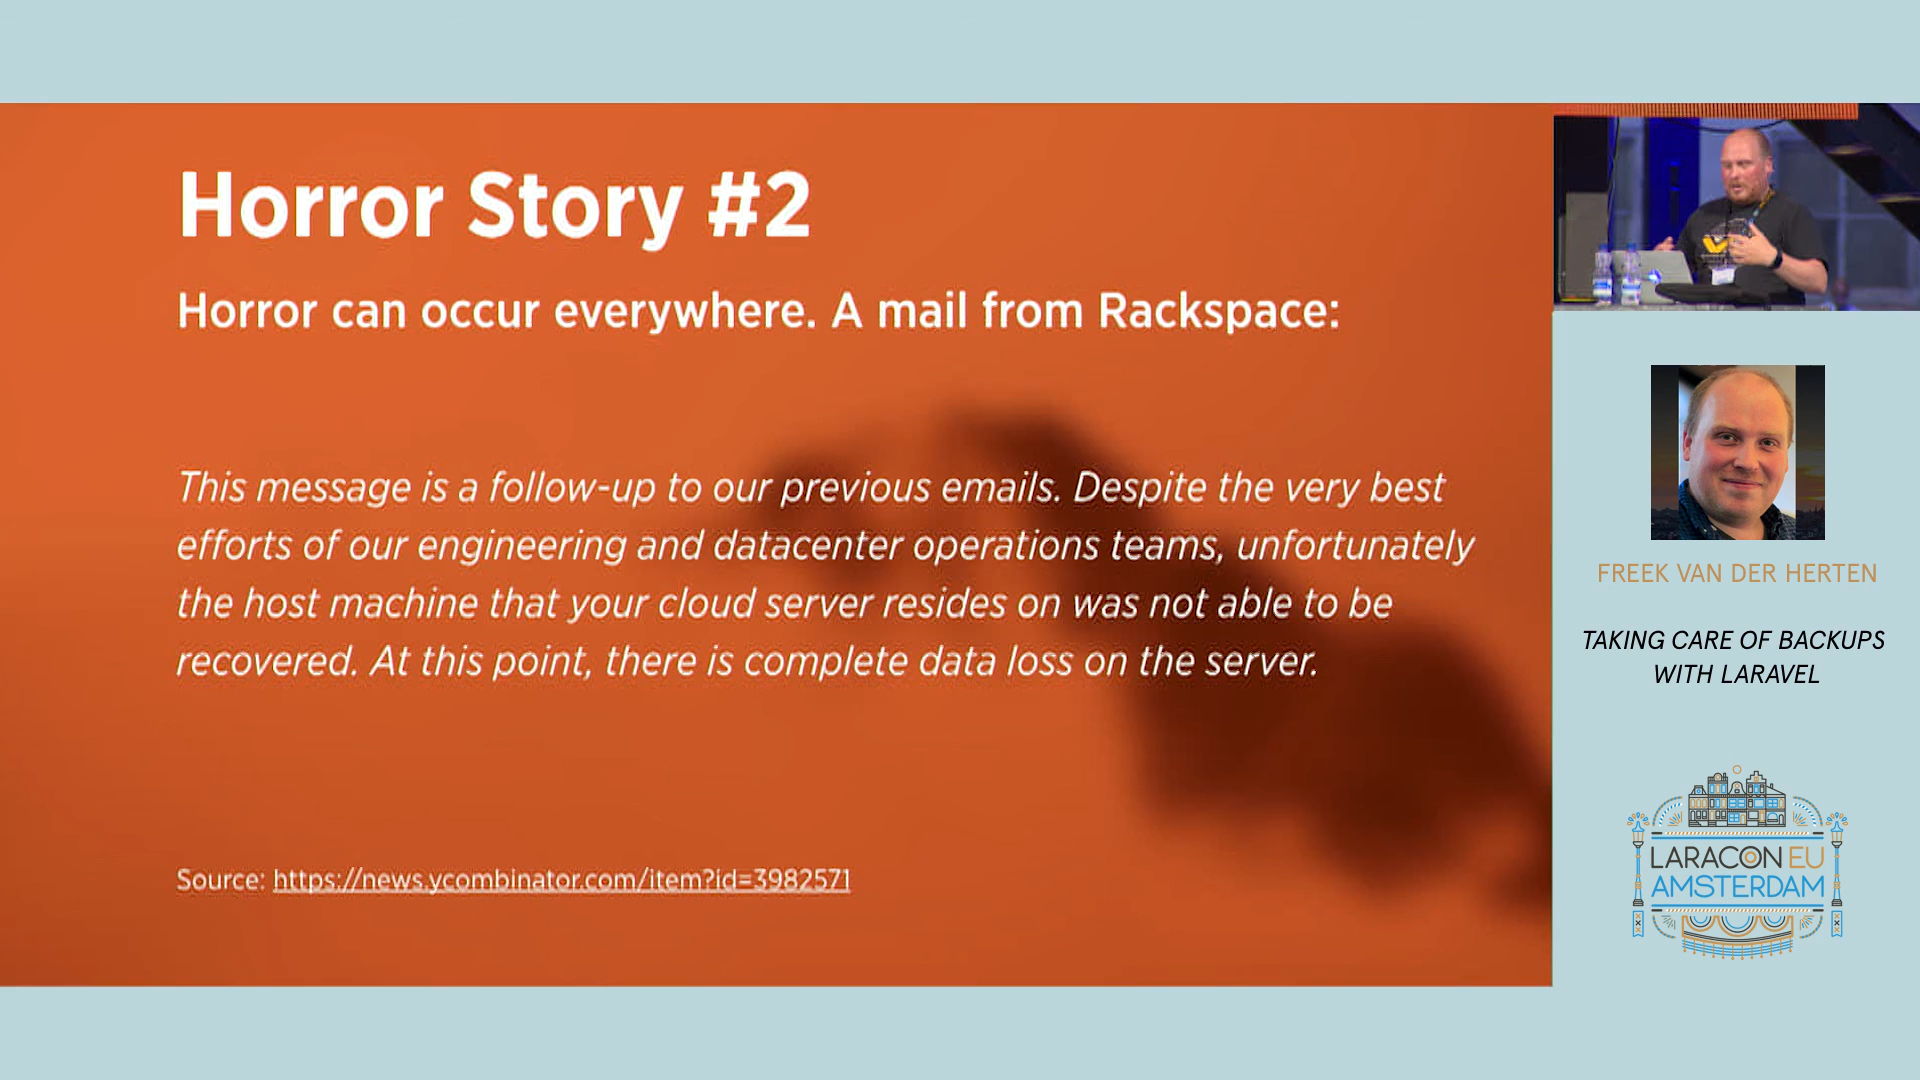 Horror Story #2
Horror can occur everywhere. A mail from Rackspace:
This message is a follow-up to our previous emails. Despite the very best
efforts of our engineering and datacenter operations teams, unfortunately
the host machine that your cloud server resides on was not able to be
recovered. At this point, there is complete data loss on the server.
Source: https://news.ycombinator.com/item?id=3982571
FREEK VAN DER HERTEN
TAKING CARE OF BACKUPS
WITH LARAVEL
LARACON EU
AMSTERDAM